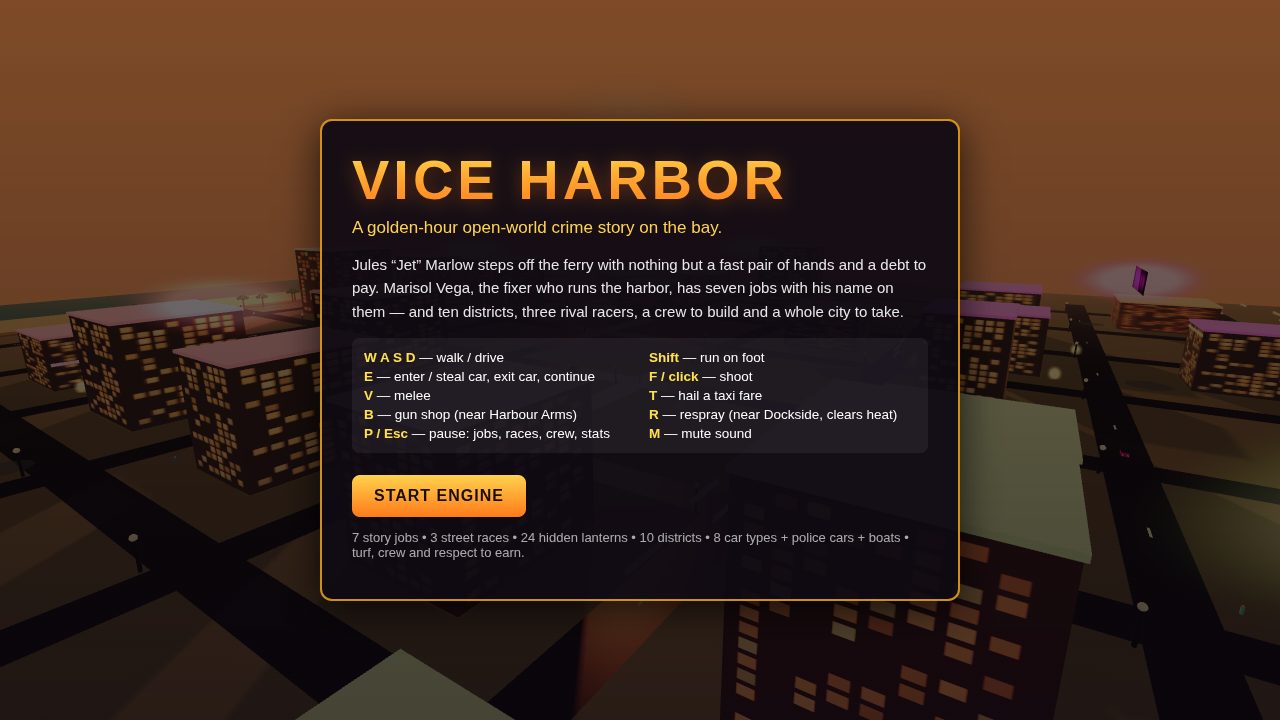 VICE HARBOR
A golden-hour open-world crime story on the bay.
Jules “Jet” Marlow steps off the ferry with nothing but a fast pair of hands and a debt to
pay. Marisol Vega, the fixer who runs the harbor, has seven jobs with his name on
them — and ten districts, three rival racers, a crew to build and a whole city to take.
W A S D — walk / drive
Shift — run on foot
E — enter / steal car, exit car, continue
F / click — shoot
V — melee
T — hail a taxi fare
B — gun shop (near Harbour Arms)
R — respray (near Dockside, clears heat)
P / Esc — pause: jobs, races, crew, stats
M — mute sound
START ENGINE
7 story jobs • 3 street races • 24 hidden lanterns • 10 districts • 8 car types + police cars + boats •
turf, crew and respect to earn.